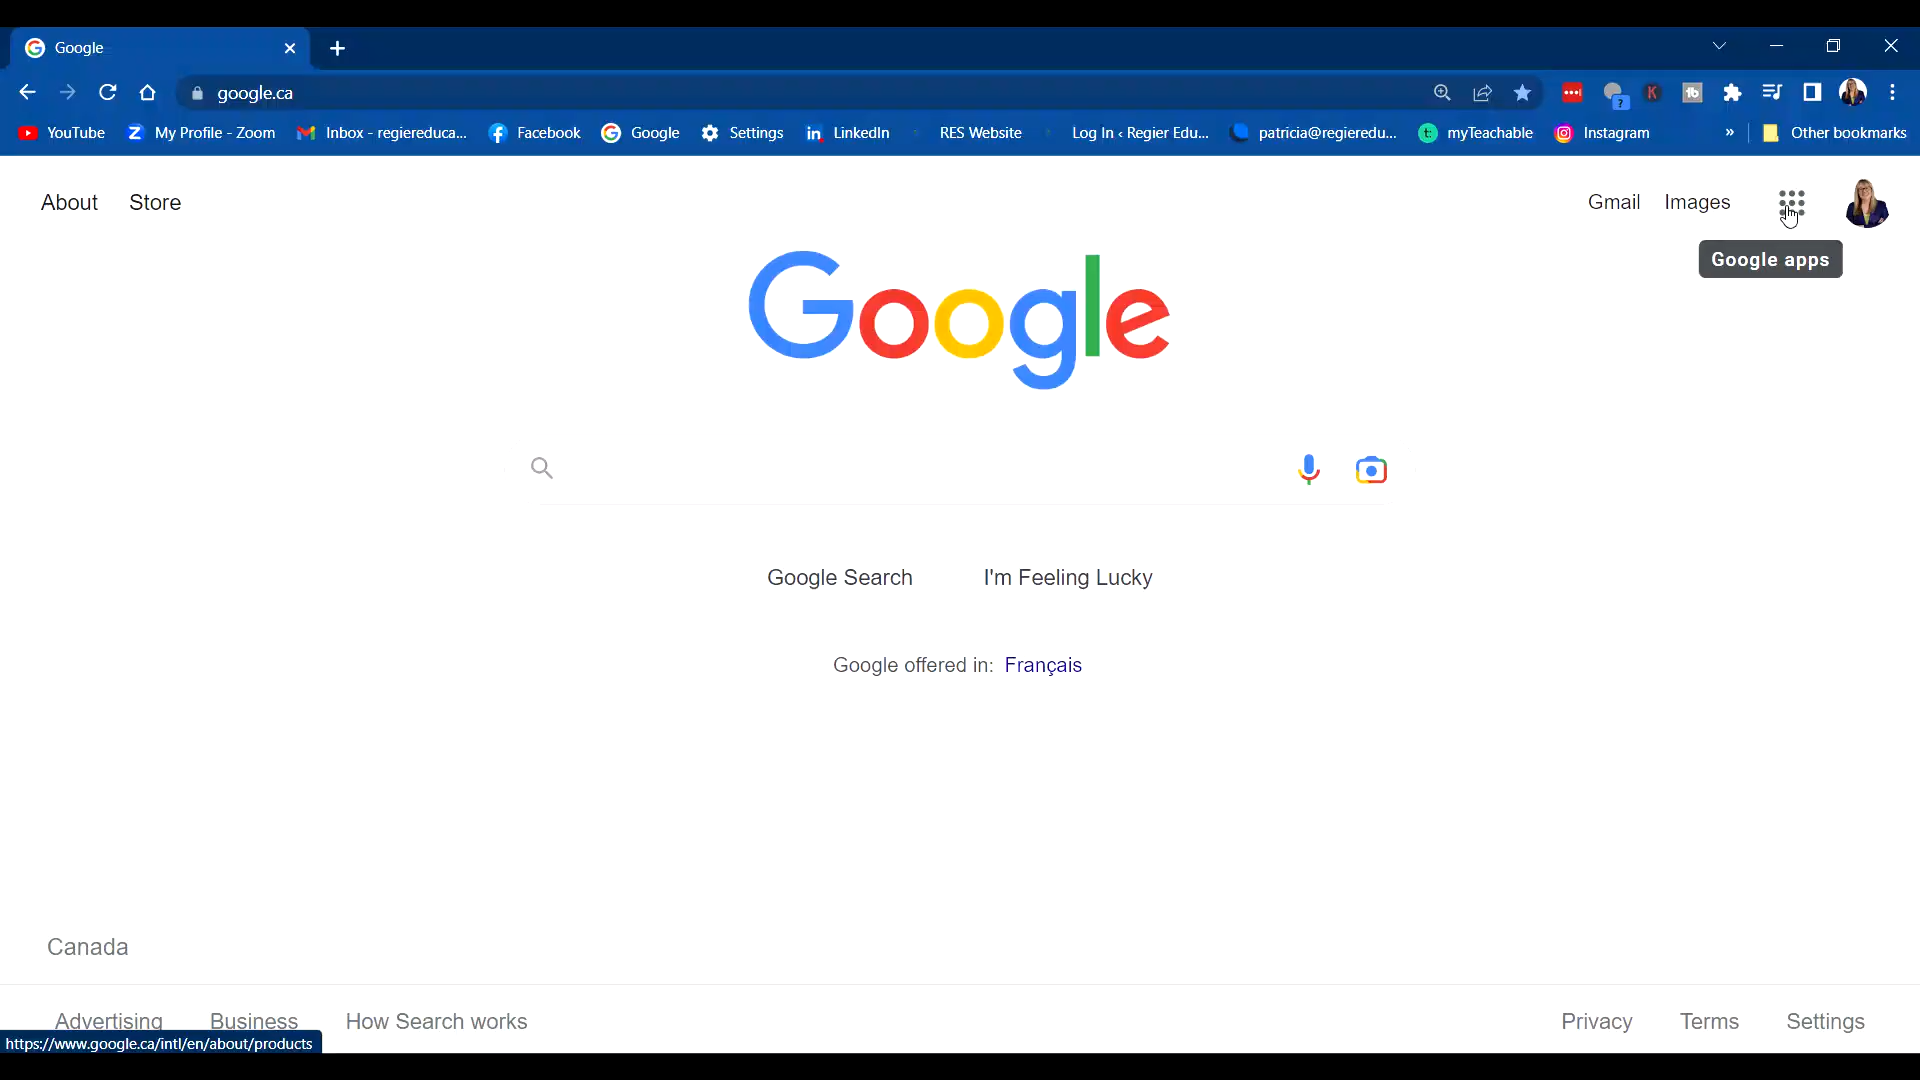 Google
google.ca
YouTube
My Profile - Zoom
Inbox - regiereduca...
Facebook
Google
Settings
LinkedIn
RES Website
Log In ‹ Regier Edu...
patricia@regieredu...
myTeachable
Instagram
»
Other bookmarks
About
Store
Gmail
Images
Google apps
Google
Google Search
I'm Feeling Lucky
Google offered in: Français
Canada
Advertising
Business
How Search works
Privacy
Terms
Settings
https://www.google.ca/intl/en/about/products